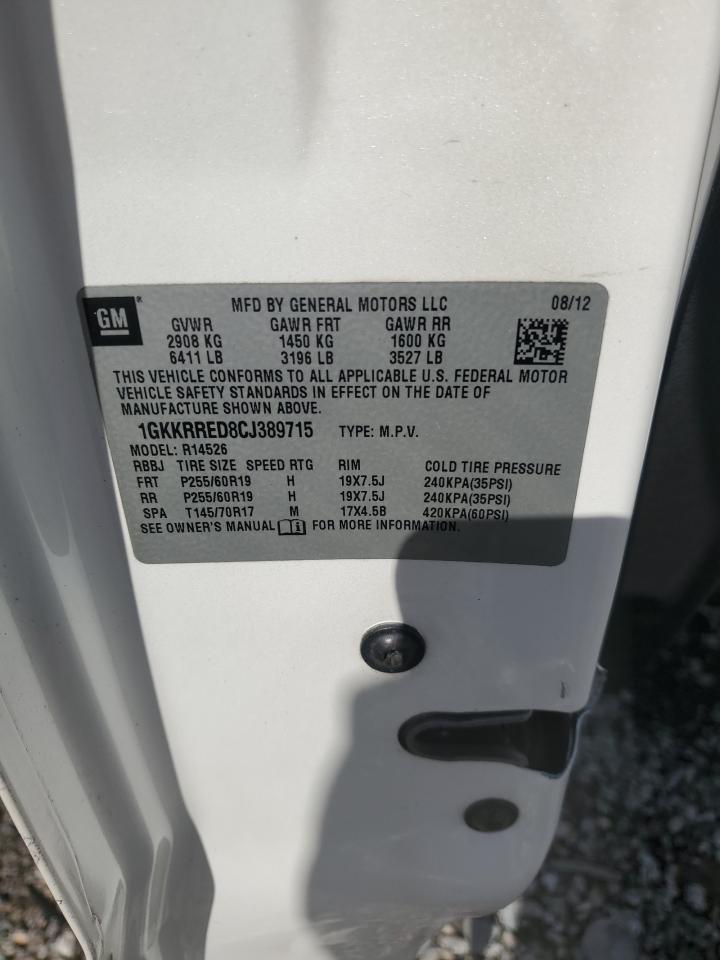 GM ® MFD BY GENERAL MOTORS LLC 08/12
GVWR GAWR FRT GAWR RR
2908 KG 1450 KG 1600 KG
6411 LB 3196 LB 3527 LB
THIS VEHICLE CONFORMS TO ALL APPLICABLE U.S. FEDERAL MOTOR
VEHICLE SAFETY STANDARDS IN EFFECT ON THE DATE OF
MANUFACTURE SHOWN ABOVE.
1GKKRRED8CJ389715 TYPE: M.P.V.
MODEL: R14526
RBBJ TIRE SIZE SPEED RTG RIM COLD TIRE PRESSURE
FRT P255/60R19 H 19X7.5J 240KPA(35PSI)
RR P255/60R19 H 19X7.5J 240KPA(35PSI)
SPA T145/70R17 M 17X4.5B 420KPA(60PSI)
SEE OWNER'S MANUAL FOR MORE INFORMATION.